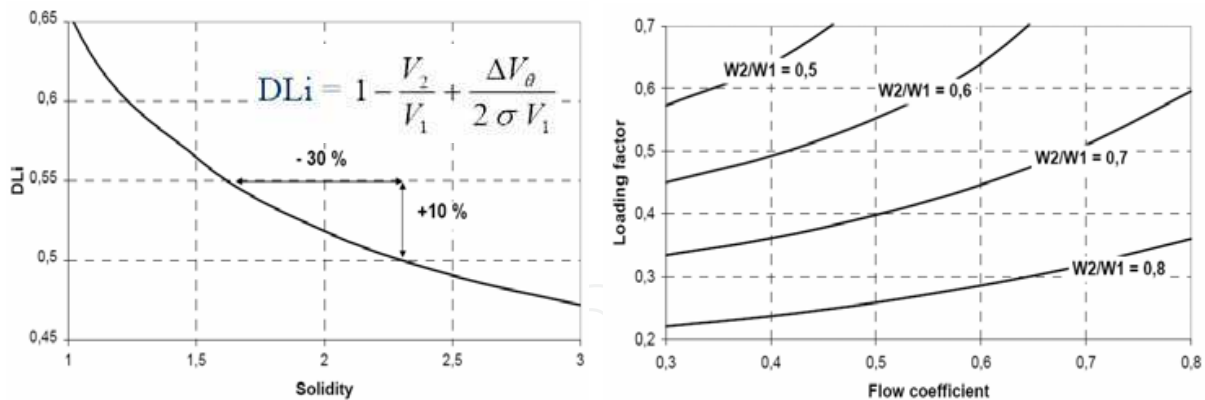 0,65
0,6
0,55
0,5
0,45
DLi
DLi = 1 - V₂/V₁ + ΔV_θ / 2 σ V₁
- 30 %
+10 %
1
1,5
2
2,5
3
Solidity
0,7
0,6
0,5
0,4
0,3
0,2
Loading factor
W2/W1 = 0,5
W2/W1 = 0,6
W2/W1 = 0,7
W2/W1 = 0,8
0,3
0,4
0,5
0,6
0,7
0,8
Flow coefficient